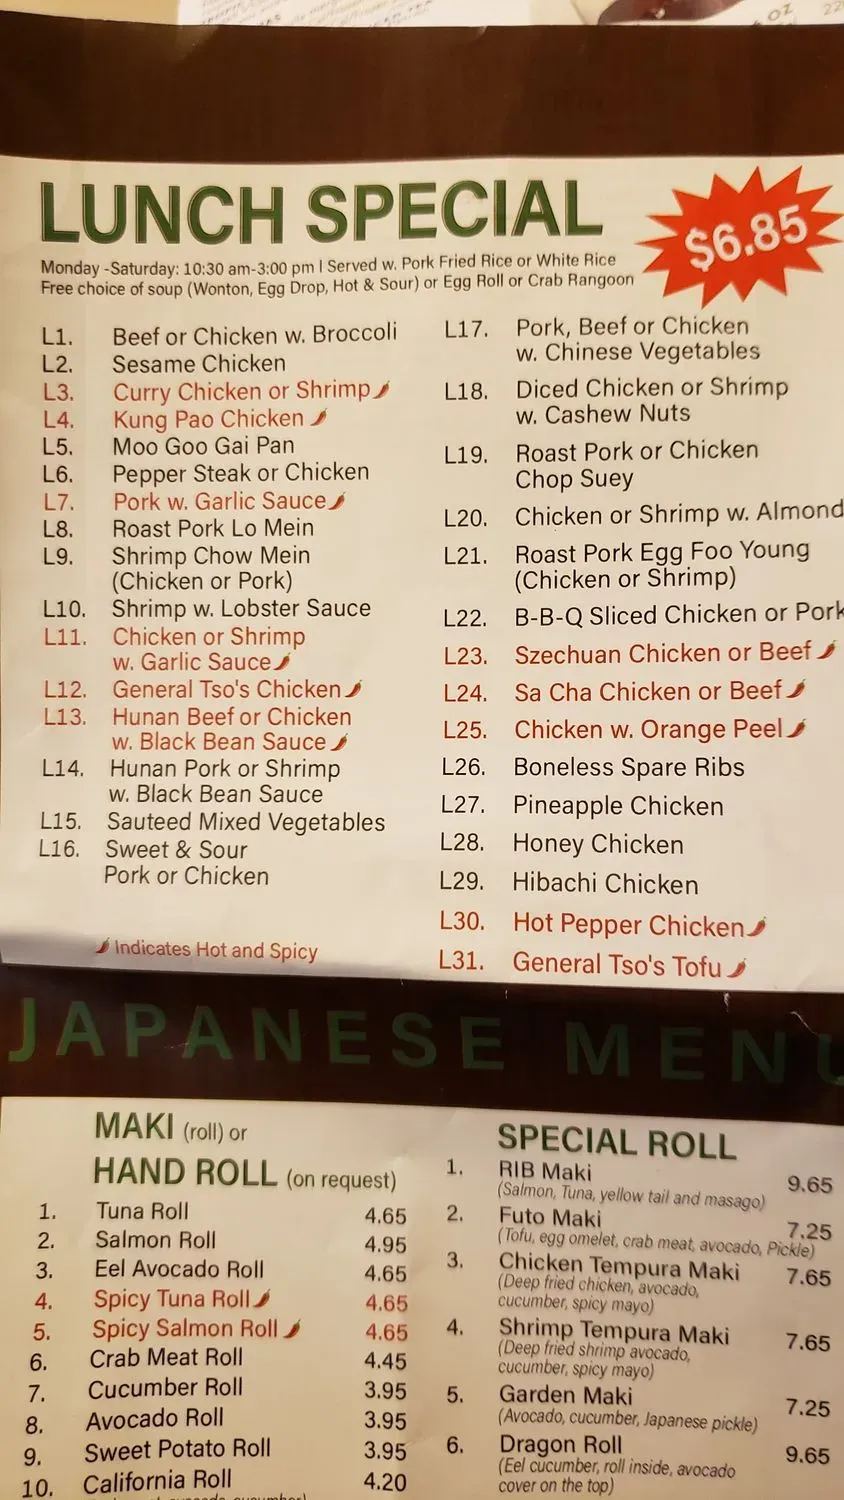 OZ
LUNCH SPECIAL
$6.85
Monday -Saturday: 10:30 am-3:00 pm I Served w. Pork Fried Rice or White Rice
Free choice of soup (Wonton, Egg Drop, Hot & Sour) or Egg Roll or Crab Rangoon
L1. Beef or Chicken w. Broccoli
L2. Sesame Chicken
L3. Curry Chicken or Shrimp
L4. Kung Pao Chicken
L5. Moo Goo Gai Pan
L6. Pepper Steak or Chicken
L7. Pork w. Garlic Sauce
L8. Roast Pork Lo Mein
L9. Shrimp Chow Mein
(Chicken or Pork)
L10. Shrimp w. Lobster Sauce
L11. Chicken or Shrimp
w. Garlic Sauce
L12. General Tso's Chicken
L13. Hunan Beef or Chicken
w. Black Bean Sauce
L14. Hunan Pork or Shrimp
w. Black Bean Sauce
L15. Sauteed Mixed Vegetables
L16. Sweet & Sour
Pork or Chicken
Indicates Hot and Spicy
L17. Pork, Beef or Chicken
w. Chinese Vegetables
L18. Diced Chicken or Shrimp
w. Cashew Nuts
L19. Roast Pork or Chicken
Chop Suey
L20. Chicken or Shrimp w. Almond
L21. Roast Pork Egg Foo Young
(Chicken or Shrimp)
L22. B-B-Q Sliced Chicken or Pork
L23. Szechuan Chicken or Beef
L24. Sa Cha Chicken or Beef
L25. Chicken w. Orange Peel
L26. Boneless Spare Ribs
L27. Pineapple Chicken
L28. Honey Chicken
L29. Hibachi Chicken
L30. Hot Pepper Chicken
L31. General Tso's Tofu
JAPANESE MENU
MAKI (roll) or
HAND ROLL (on request)
1. Tuna Roll 4.65
2. Salmon Roll 4.95
3. Eel Avocado Roll 4.65
4. Spicy Tuna Roll 4.65
5. Spicy Salmon Roll 4.65
6. Crab Meat Roll 4.45
7. Cucumber Roll 3.95
8. Avocado Roll 3.95
9. Sweet Potato Roll 3.95
10. California Roll 4.20
SPECIAL ROLL
1. RIB Maki 9.65
(Salmon, Tuna, yellow tail and masago)
2. Futo Maki 7.25
(Tofu, egg omelet, crab meat, avocado, Pickle)
3. Chicken Tempura Maki 7.65
(Deep fried chicken, avocado,
cucumber, spicy mayo)
4. Shrimp Tempura Maki 7.65
(Deep fried shrimp avocado,
cucumber, spicy mayo)
5. Garden Maki 7.25
(Avocado, cucumber, Japanese pickle)
6. Dragon Roll 9.65
(Eel cucumber, roll inside, avocado
cover on the top)